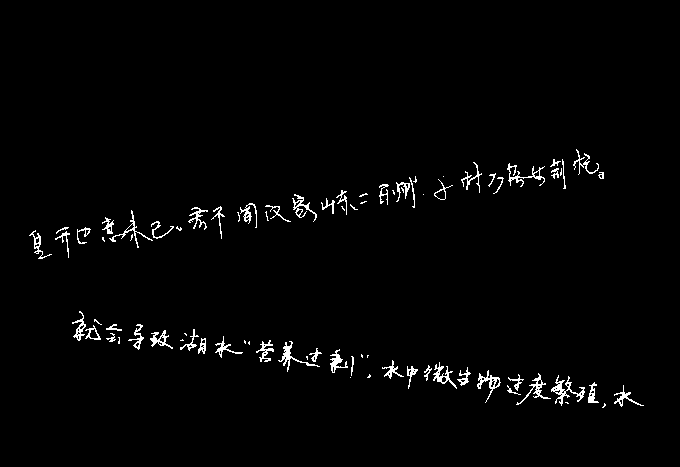 皇开边意未已。君不闻汉家山东二百州，千村万落生荆杞。
就会导致湖水“营养过剩”，水中微生物过度繁殖，水